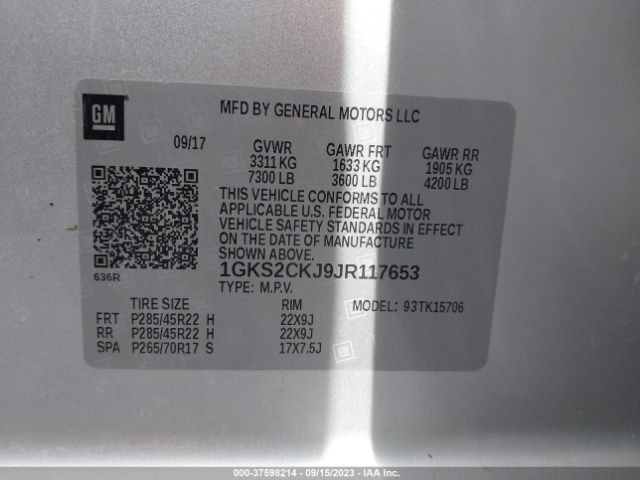 GM
MFD BY GENERAL MOTORS LLC
09/17 GVWR GAWR FRT GAWR RR
3311 KG 1633 KG 1905 KG
7300 LB 3600 LB 4200 LB
THIS VEHICLE CONFORMS TO ALL
APPLICABLE U.S. FEDERAL MOTOR
VEHICLE SAFETY STANDARDS IN EFFECT
ON THE DATE OF MANUFACTURE
SHOWN ABOVE.
636R
1GKS2CKJ9JR117653
TYPE: M.P.V.
TIRE SIZE RIM MODEL: 93TK15706
FRT P285/45R22 H 22X9J
RR P285/45R22 H 22X9J
SPA P265/70R17 S 17X7.5J
000-37598214 - 09/15/2023 - IAA Inc.